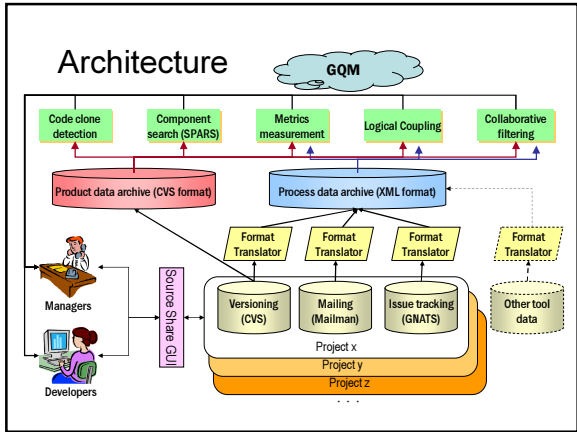 Architecture
GQM
Code clone
detection
Component
search (SPARS)
Metrics
measurement
Logical Coupling
Collaborative
filtering
Product data archive (CVS format)
Process data archive (XML format)
Format
Translator
Format
Translator
Format
Translator
Format
Translator
Managers
Developers
Source Share GUI
Versioning
(CVS)
Mailing
(Mailman)
Issue tracking
(GNATS)
Other tool
data
Project x
Project y
Project z
. . .